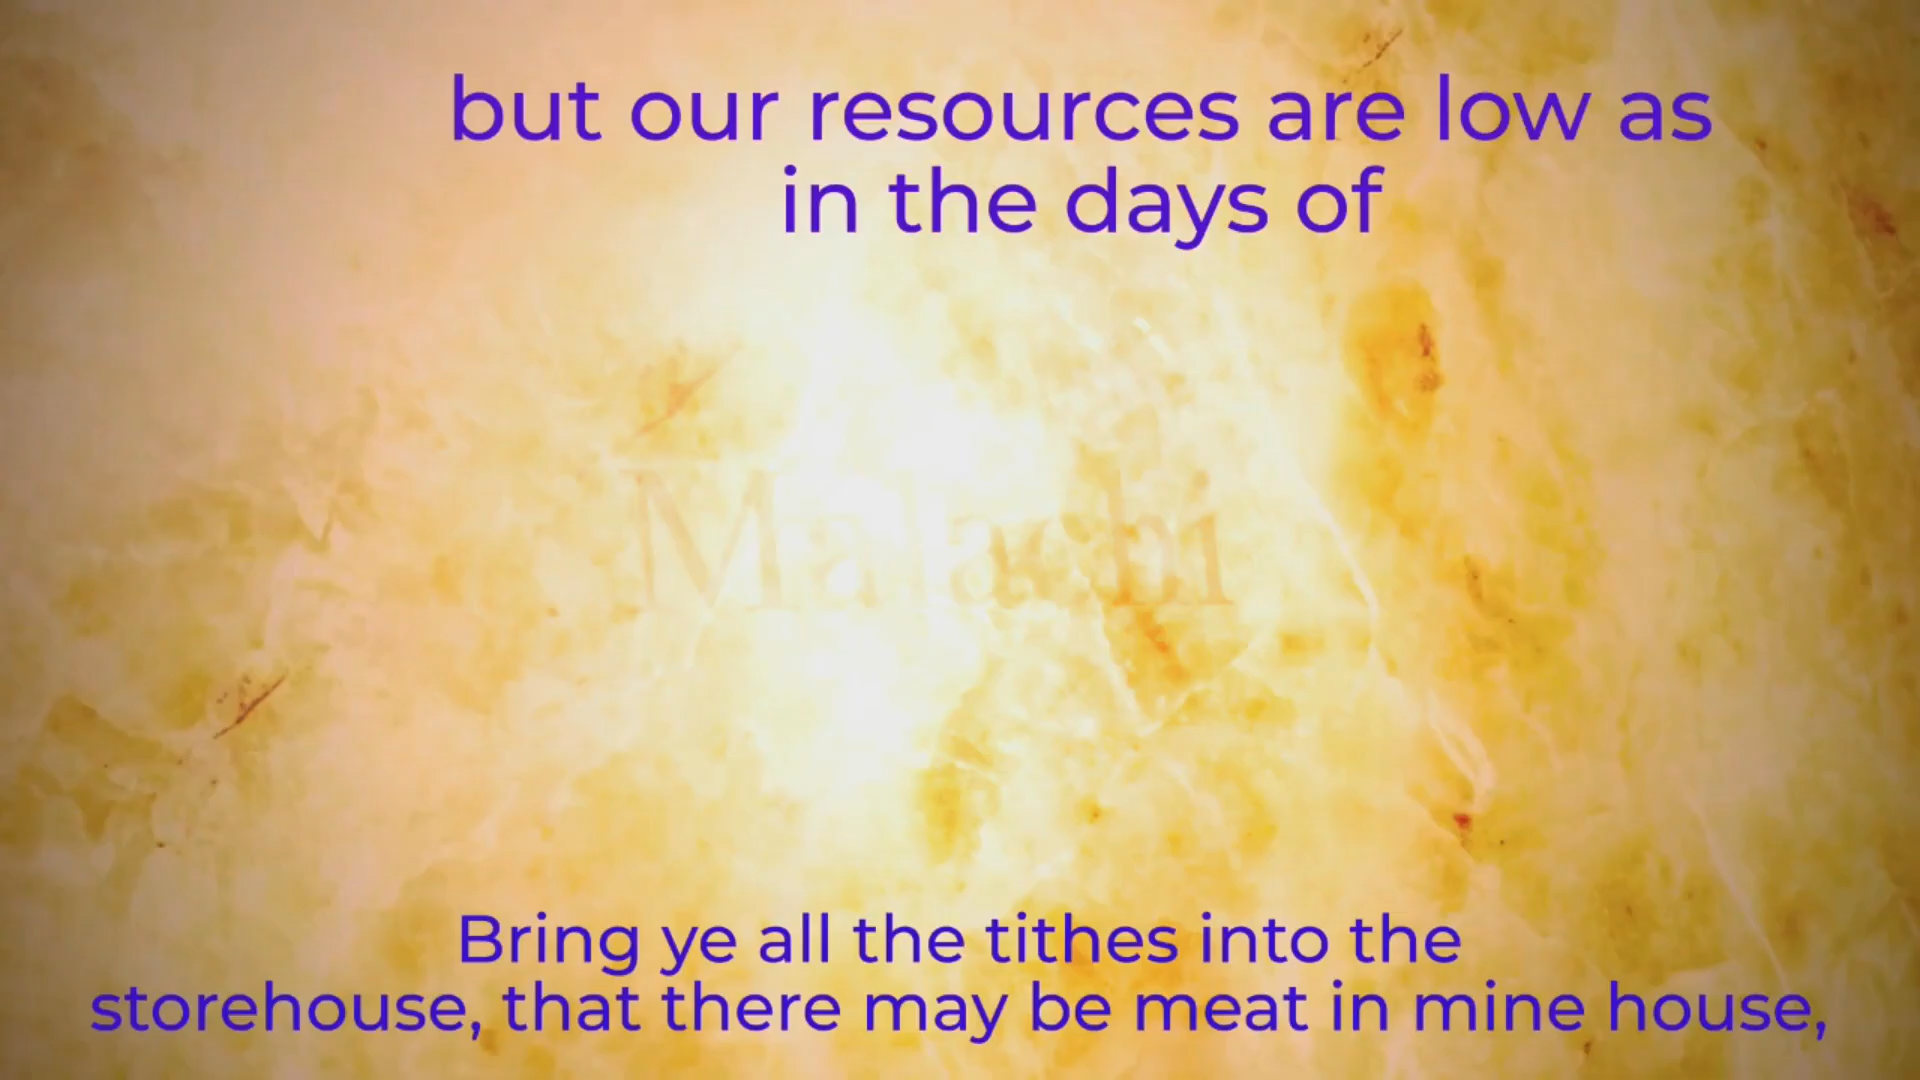 but our resources are low as
in the days of
Malachi
Bring ye all the tithes into the
storehouse, that there may be meat in mine house,